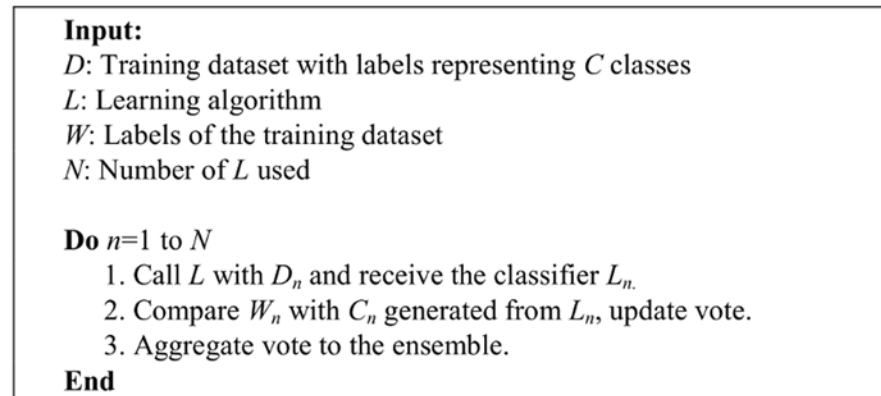 Input:
D: Training dataset with labels representing C classes
L: Learning algorithm
W: Labels of the training dataset
N: Number of L used
Do n=1 to N
1. Call L with Dn and receive the classifier Ln.
2. Compare Wn with Cn generated from Ln, update vote.
3. Aggregate vote to the ensemble.
End